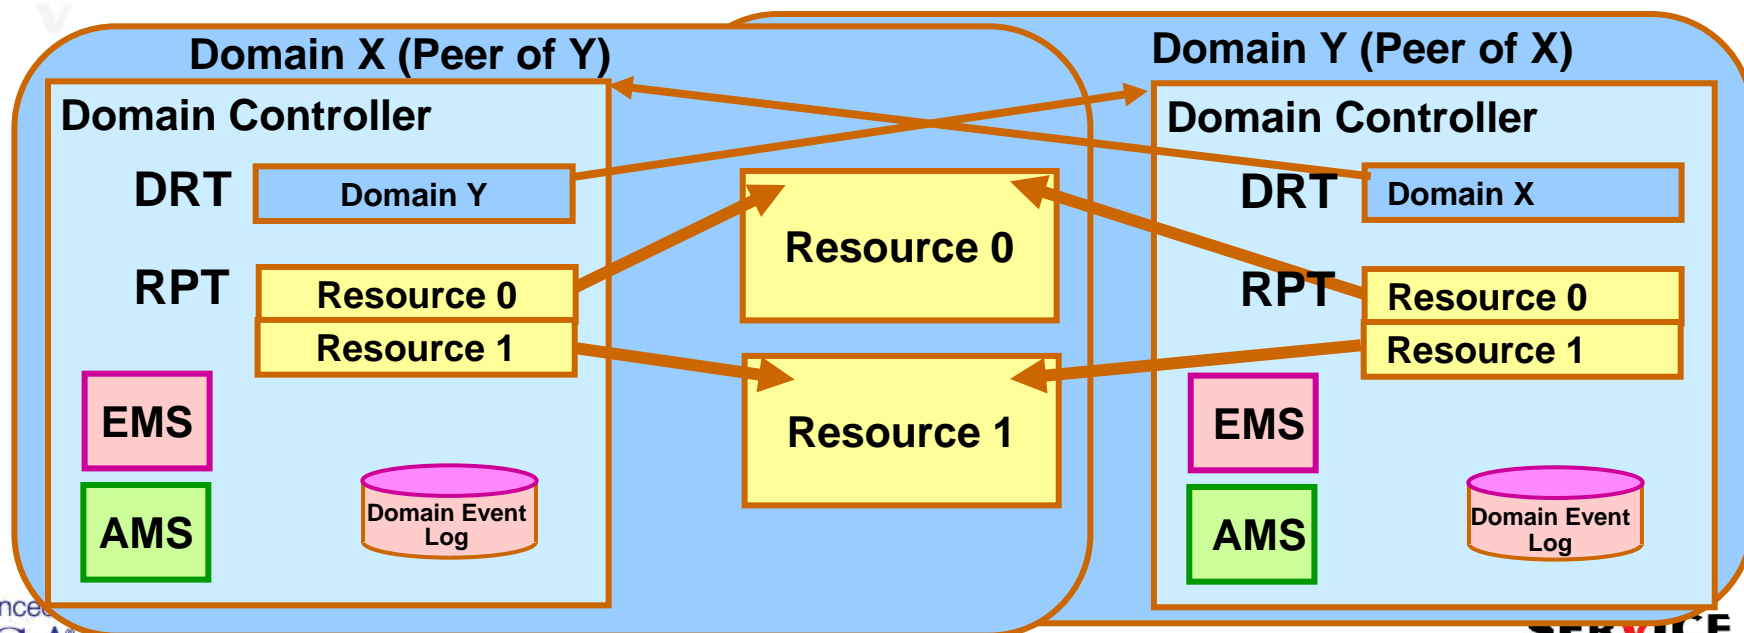 Domain X (Peer of Y)
Domain Controller
DRT
Domain Y
RPT
Resource 0
Resource 1
EMS
AMS
Domain Event
Log
Resource 0
Resource 1
Domain Y (Peer of X)
Domain Controller
DRT
Domain X
RPT
Resource 0
Resource 1
EMS
AMS
Domain Event
Log
SERVICE